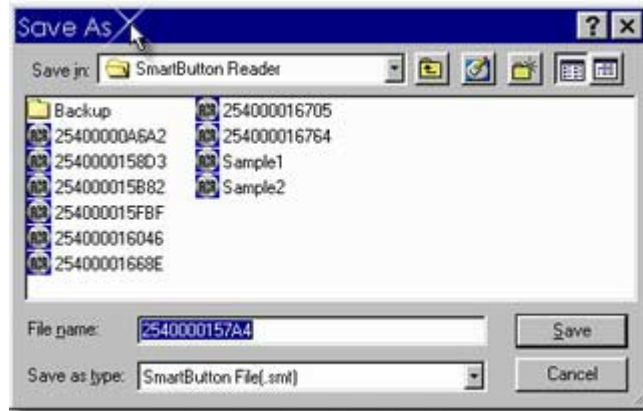 Save As
Save in: SmartButton Reader
Backup
25400000A6A2
2540000158D3
254000015B82
254000015FBF
254000016046
25400001668E
254000016705
254000016764
Sample1
Sample2
File name: 2540000157A4
Save
Save as type: SmartButton File(.smt)
Cancel